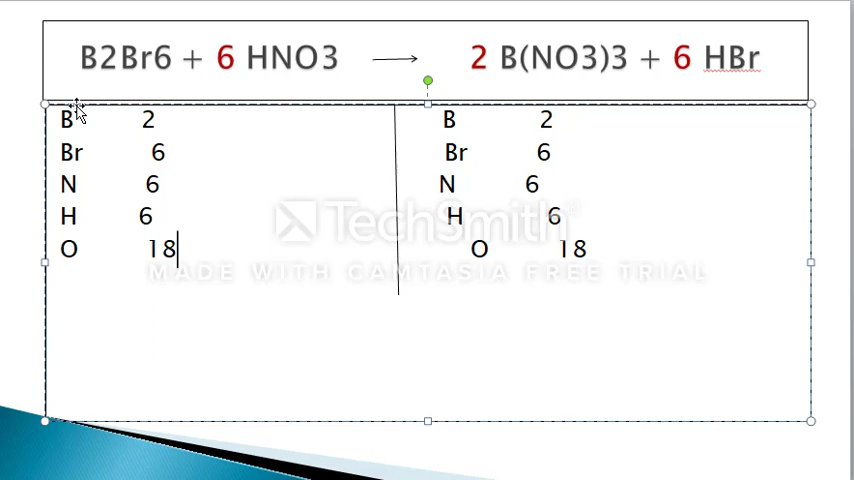 B2Br6 + 6 HNO3 → 2 B(NO3)3 + 6 HBr
B 2 B 2
Br 6 Br 6
N 6 N 6
H 6 H 6
O 18 O 18
TechSmith
MADE WITH CAMTASIA FREE TRIAL